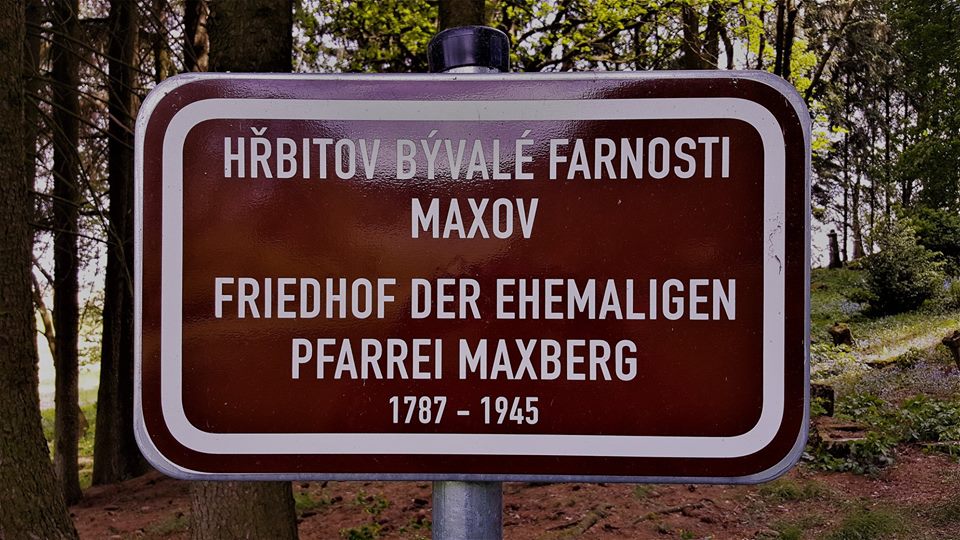 HŘBITOV BÝVALÉ FARNOSTI
MAXOV
FRIEDHOF DER EHEMALIGEN
PFARREI MAXBERG
1787 - 1945